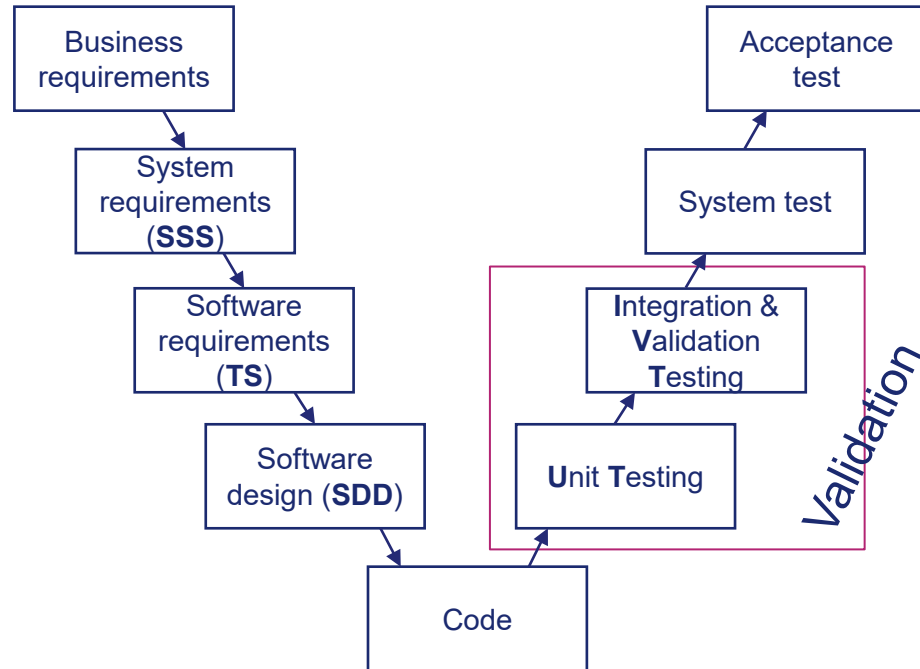 Business
requirements
Acceptance
test
System
requirements
(SSS)
System test
Software
requirements
(TS)
Integration &
Validation
Testing
Validation
Software
design (SDD)
Unit Testing
Code